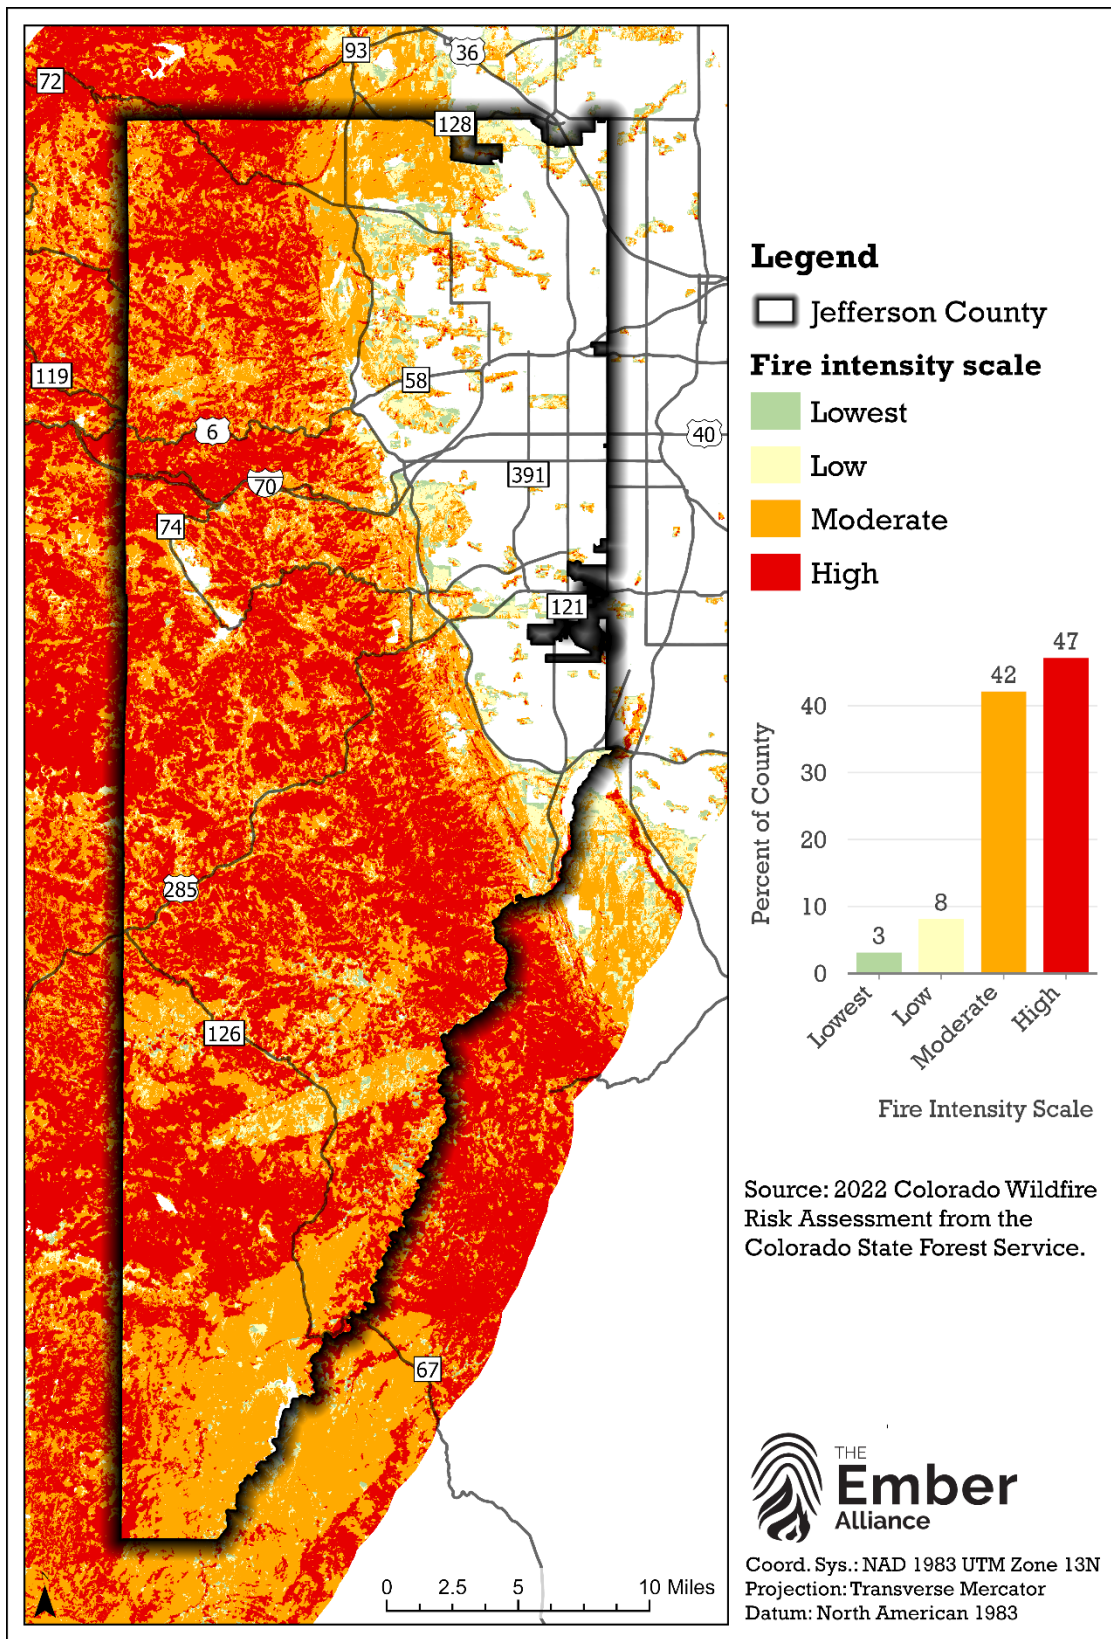 93
36
72
128
119
58
6
40
70
391
74
121
285
126
67
0 2.5 5 10 Miles
Legend
Jefferson County
Fire intensity scale
Lowest
Low
Moderate
High
47
42
40
30
20
10
0
8
3
Percent of County
Lowest
Low
Moderate
High
Fire Intensity Scale
Source: 2022 Colorado Wildfire
Risk Assessment from the
Colorado State Forest Service.
THE
Ember
Alliance
Coord. Sys.: NAD 1983 UTM Zone 13N
Projection: Transverse Mercator
Datum: North American 1983